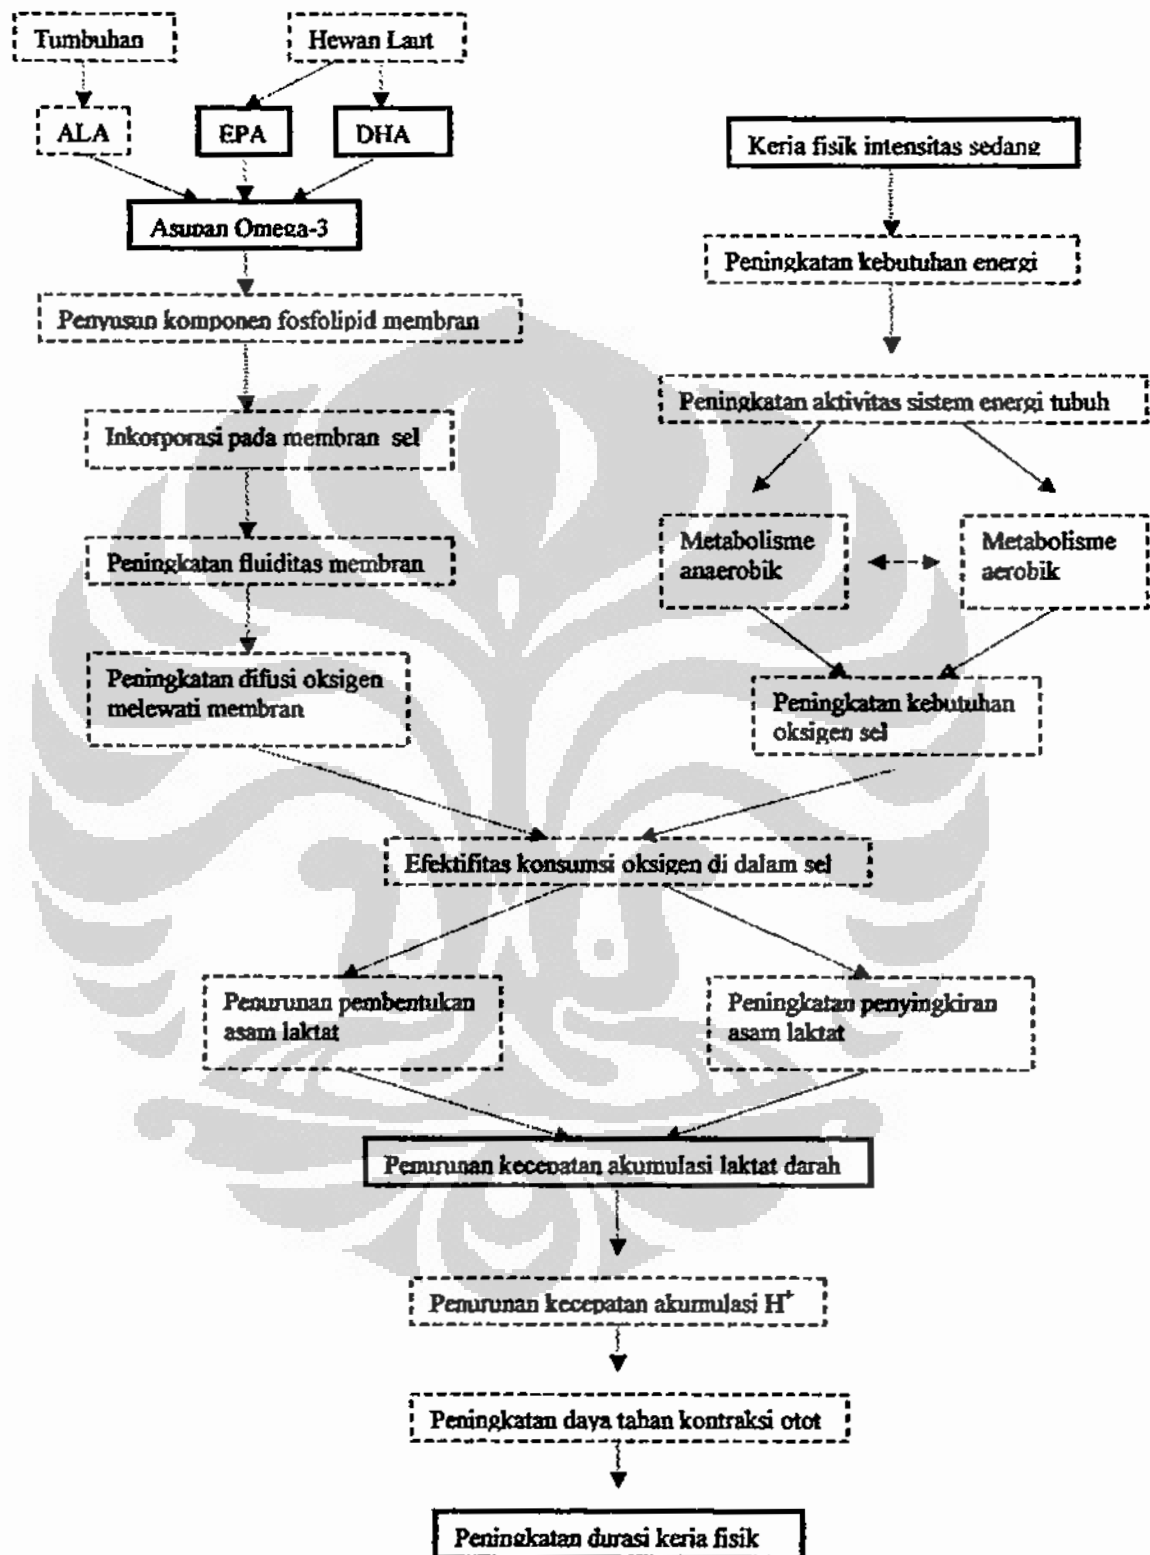 Tumbuhan
Hewan Laut
ALA
EPA
DHA
Kerja fisik intensitas sedang
Asupan Omega-3
Peningkatan kebutuhan energi
Penyusun komponen fosfolipid membran
Peningkatan aktivitas sistem energi tubuh
Inkorporasi pada membran sel
Metabolisme
anaerobik
Metabolisme
aerobik
Peningkatan fluiditas membran
Peningkatan difusi oksigen
melewati membran
Peningkatan kebutuhan
oksigen sel
Efektifitas konsumsi oksigen di dalam sel
Penurunan pembentukan
asam laktat
Peningkatan penyingkiran
asam laktat
Penurunan kecepatan akumulasi laktat darah
Penurunan kecepatan akumulasi H⁺
Peningkatan daya tahan kontraksi otot
Peningkatan durasi kerja fisik